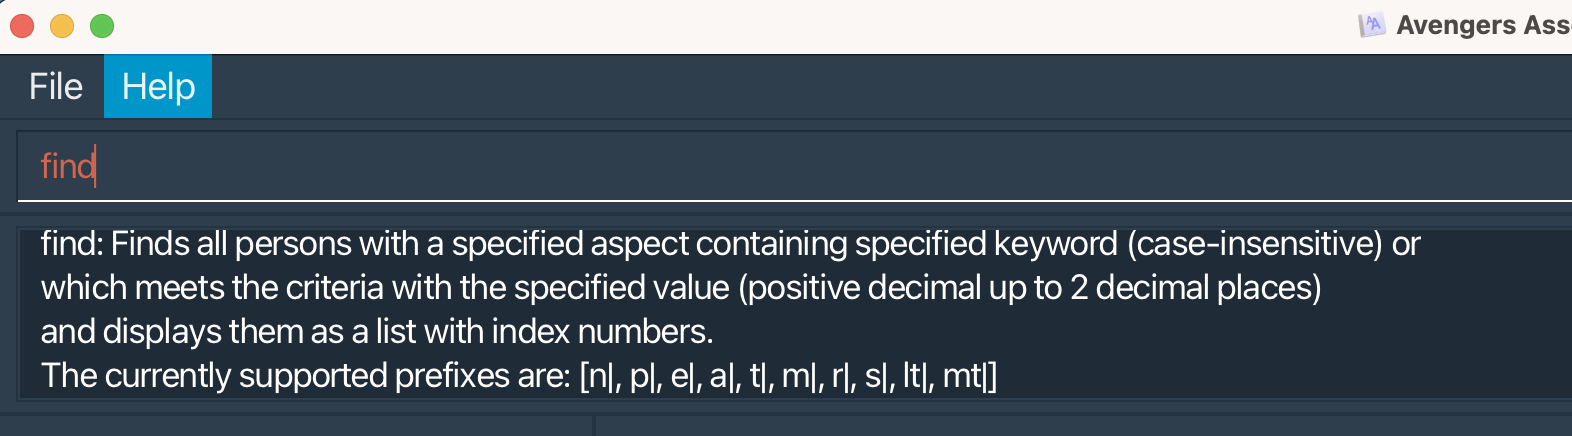 Avengers Ass
File Help
find
find: Finds all persons with a specified aspect containing specified keyword (case-insensitive) or
which meets the criteria with the specified value (positive decimal up to 2 decimal places)
and displays them as a list with index numbers.
The currently supported prefixes are: [n|, p|, e|, a|, t|, m|, r|, s|, lt|, mt|]